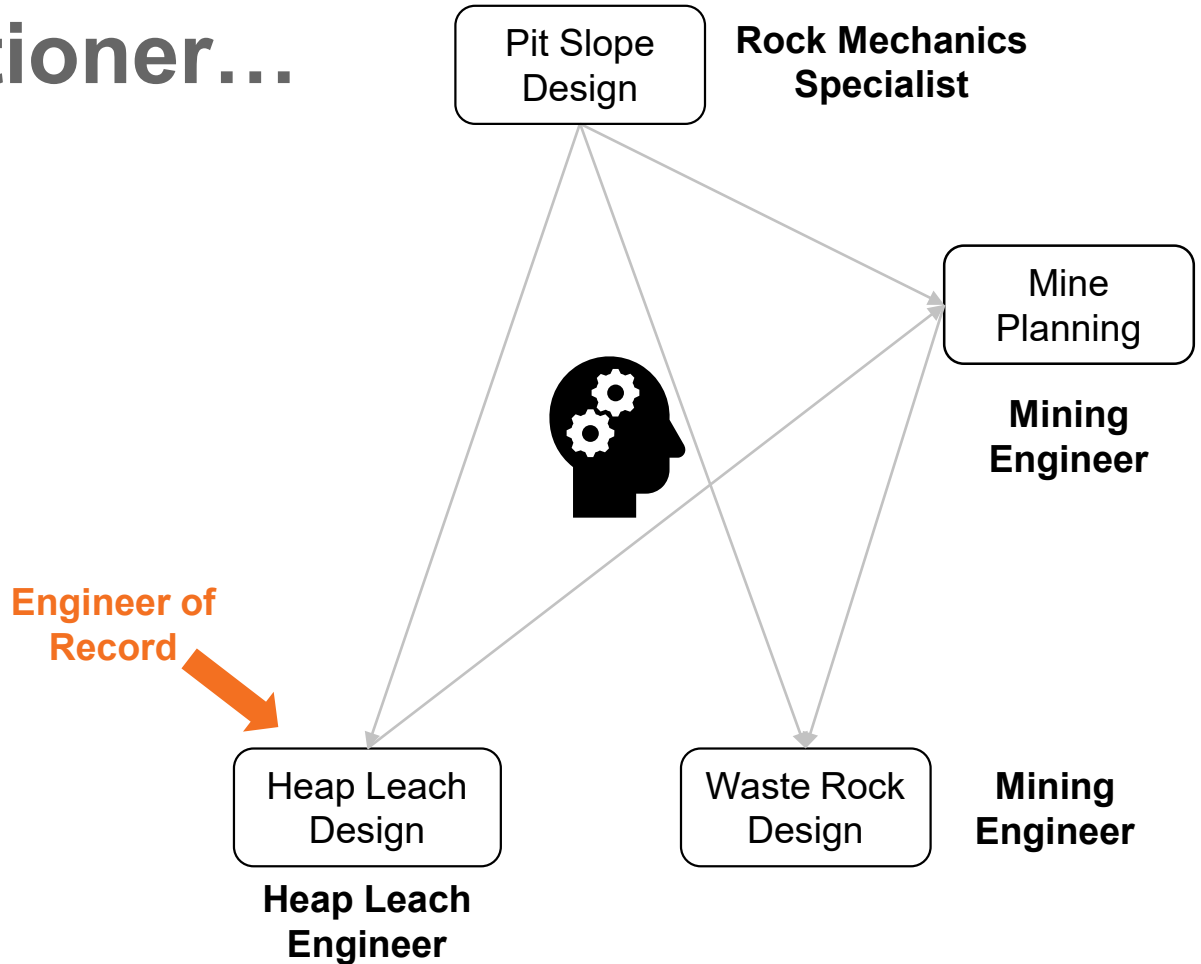 tioner…
Pit Slope
Design
Rock Mechanics
Specialist
Mine
Planning
Mining
Engineer
Engineer of
Record
Heap Leach
Design
Heap Leach
Engineer
Waste Rock
Design
Mining
Engineer